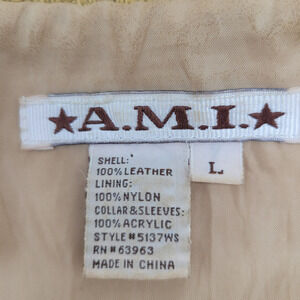 ★A.M.I.★
SHELL:
100% LEATHER
LINING:
100% NYLON
COLLAR & SLEEVES:
100% ACRYLIC
STYLE # 5137WS
RN # 63963
MADE IN CHINA
L